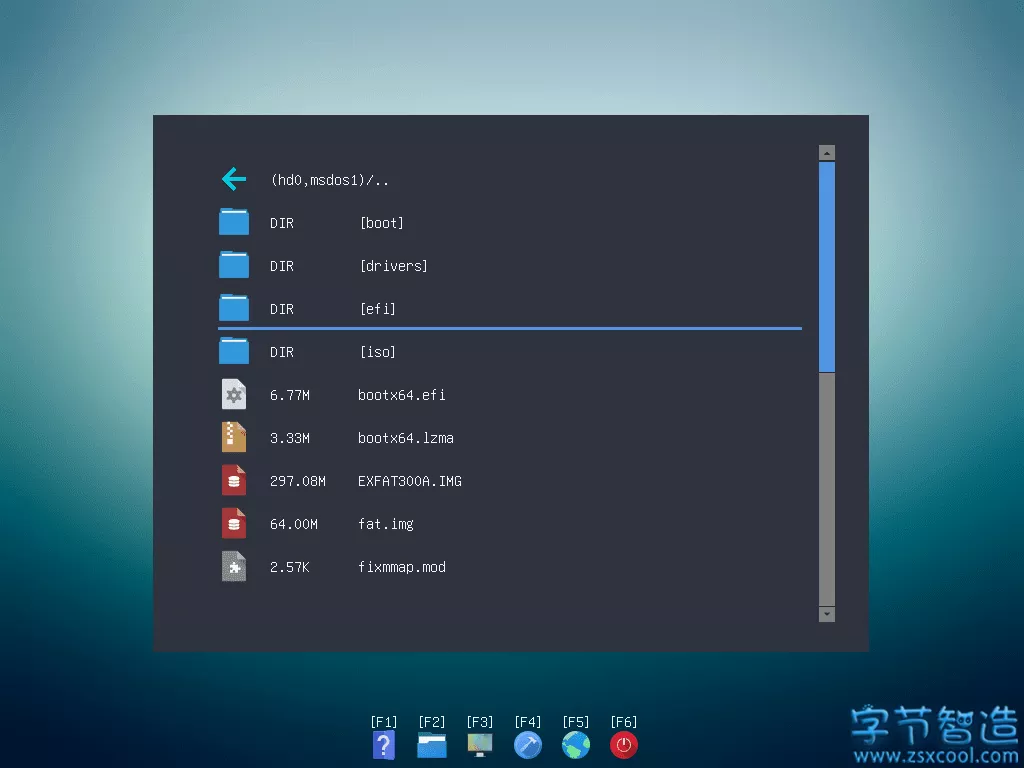 (hd0,msdos1)/..
DIR [boot]
DIR [drivers]
DIR [efi]
DIR [iso]
6.77M bootx64.efi
3.33M bootx64.lzma
297.08M EXFAT300A.IMG
64.00M fat.img
2.57K fixmmap.mod
[F1] [F2] [F3] [F4] [F5] [F6]
字节智造
www.zsxcool.com